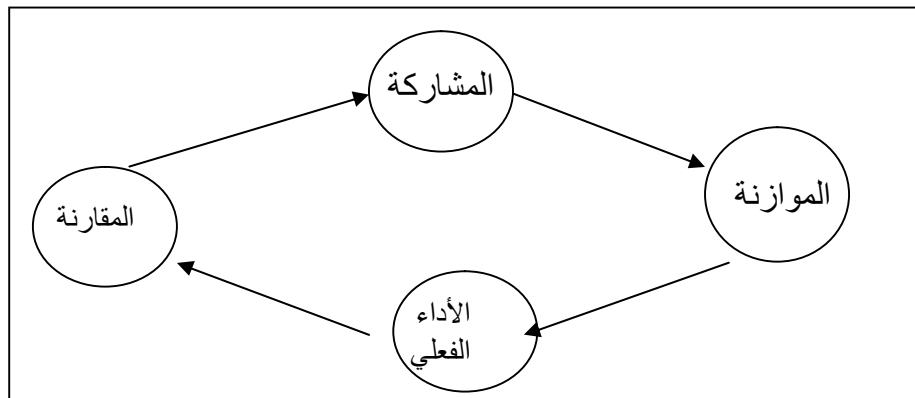 المشاركة
الموازنة
المقارنة
الأداء
الفعلي